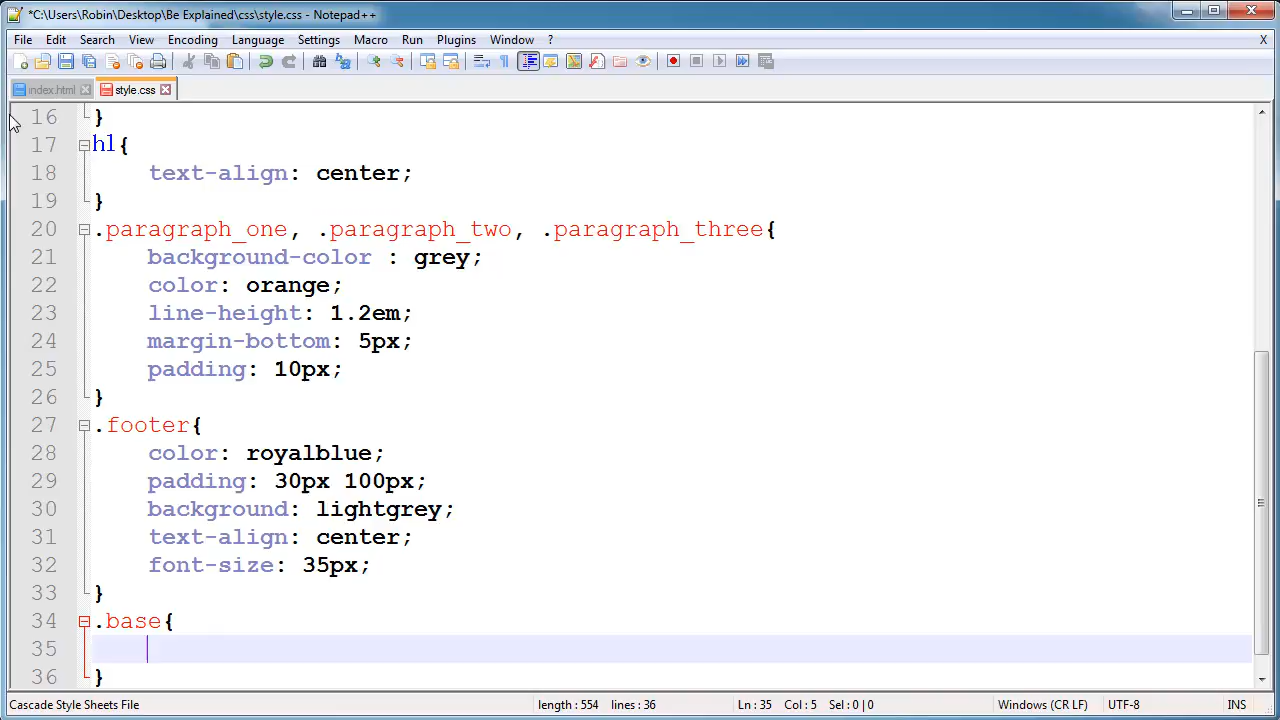 *C:\Users\Robin\Desktop\Be Explained\css\style.css - Notepad++
File Edit Search View Encoding Language Settings Macro Run Plugins Window ? X
index.html style.css
16 }
17 hl{
18 text-align: center;
19 }
20 .paragraph_one, .paragraph_two, .paragraph_three{
21 background-color : grey;
22 color: orange;
23 line-height: 1.2em;
24 margin-bottom: 5px;
25 padding: 10px;
26 }
27 .footer{
28 color: royalblue;
29 padding: 30px 100px;
30 background: lightgrey;
31 text-align: center;
32 font-size: 35px;
33 }
34 .base{
35
36 }
Cascade Style Sheets File length : 554 lines : 36 Ln : 35 Col : 5 Sel : 0 | 0 Windows (CR LF) UTF-8 INS